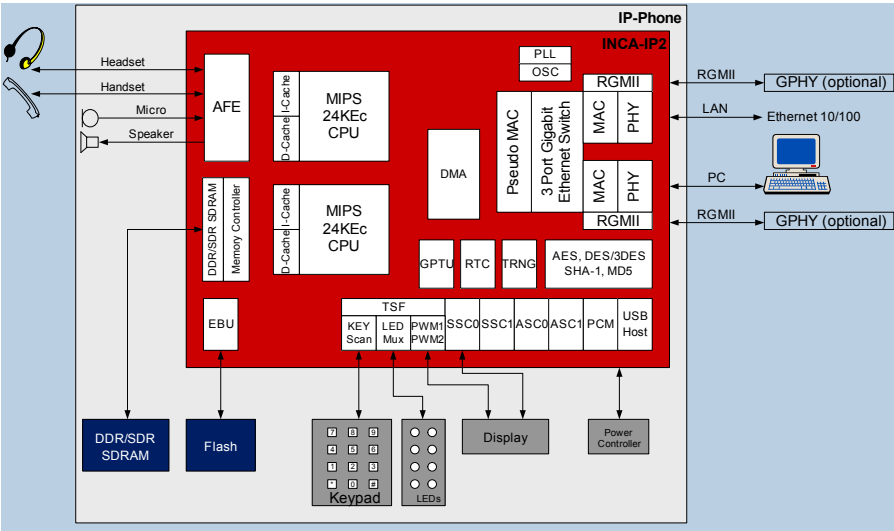 IP-Phone
INCA-IP2
Headset
Handset
Micro
Speaker
AFE
D-Cache I-Cache
MIPS
24KEc
CPU
D-Cache I-Cache
MIPS
24KEc
CPU
DDR/SDR SDRAM
Memory Controller
EBU
DMA
PLL
OSC
Pseudo MAC
3 Port Gigabit
Ethernet Switch
RGMII
MAC
PHY
MAC
PHY
RGMII
RGMII
GPHY (optional)
LAN
Ethernet 10/100
PC
RGMII
GPHY (optional)
GPTU
RTC
TRNG
AES, DES/3DES
SHA-1, MD5
TSF
KEY
Scan
LED
Mux
PWM1
PWM2
SSC0
SSC1
ASC0
ASC1
PCM
USB
Host
DDR/SDR
SDRAM
Flash
7 8 9
4 5 6
1 2 3
* 0 #
Keypad
LEDs
Display
Power
Controller